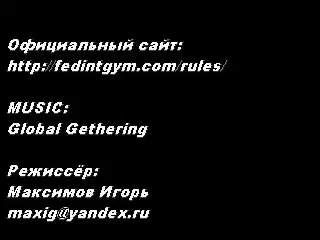 Официальный сайт:
http://fedintgym.com/rules/
MUSIC:
Global Gethering
Режиссёр:
Максимов Игорь
maxig@yandex.ru